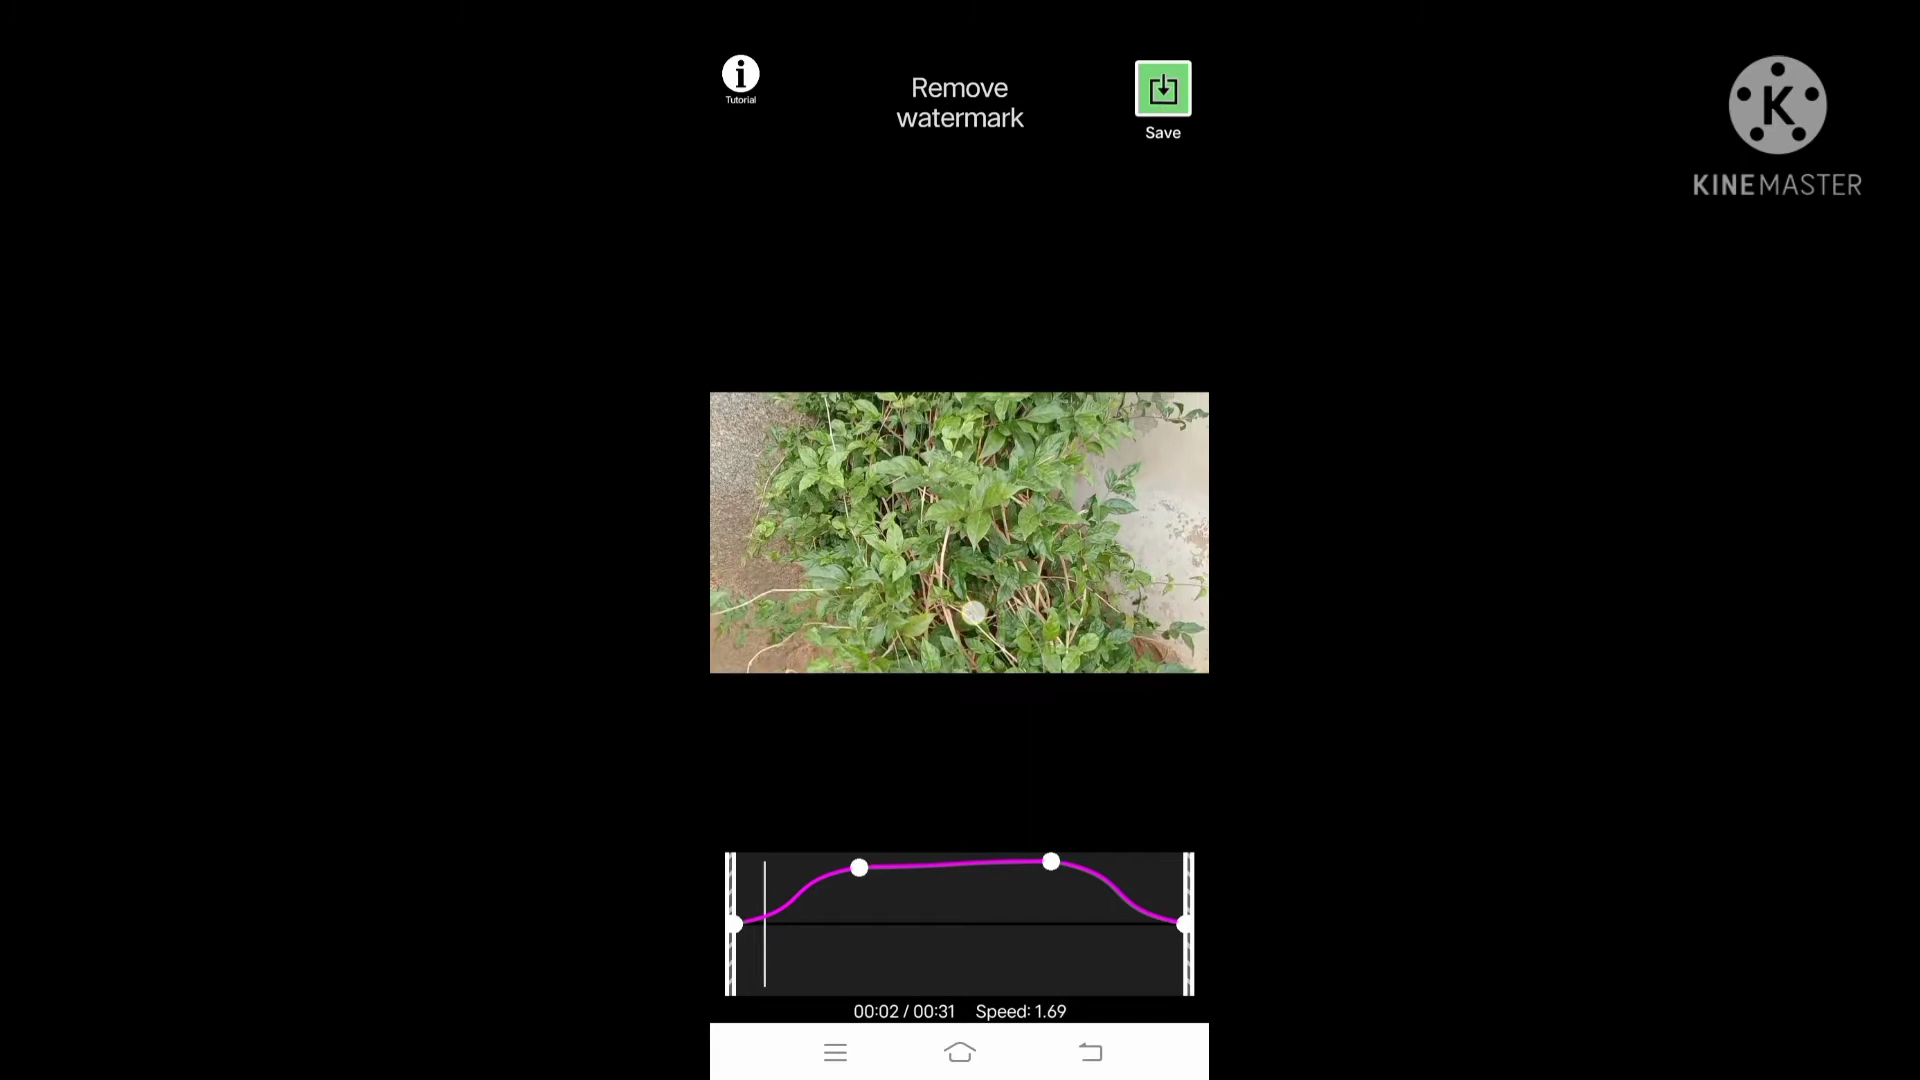 Tutorial
Remove
watermark
Save
K
KINEMASTER
00:02 / 00:31 Speed: 1.69